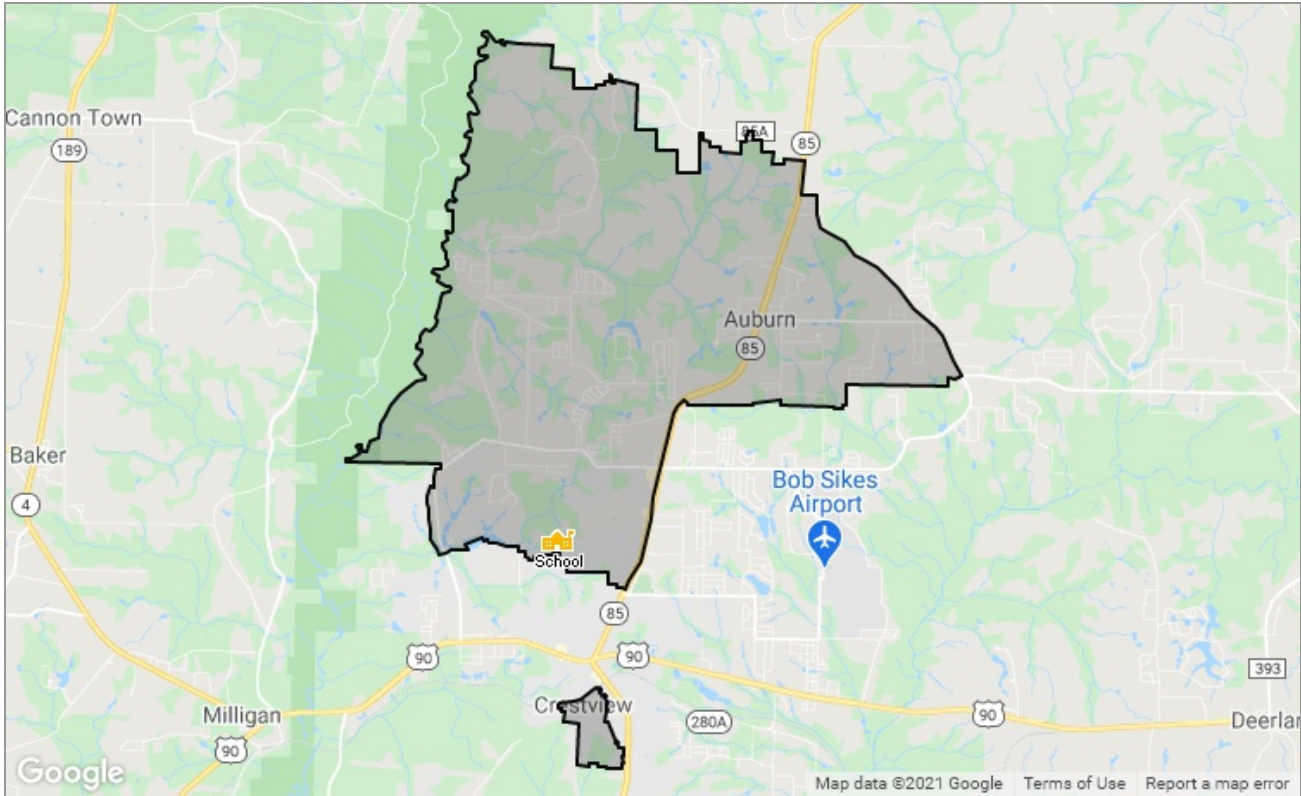 Cannon Town
189
85A
85
Auburn
85
Baker
4
Bob Sikes
Airport
School
85
90
90
393
Crestview
Milligan
280A
90
Deerlan
90
Google
Map data ©2021 Google
Terms of Use
Report a map error